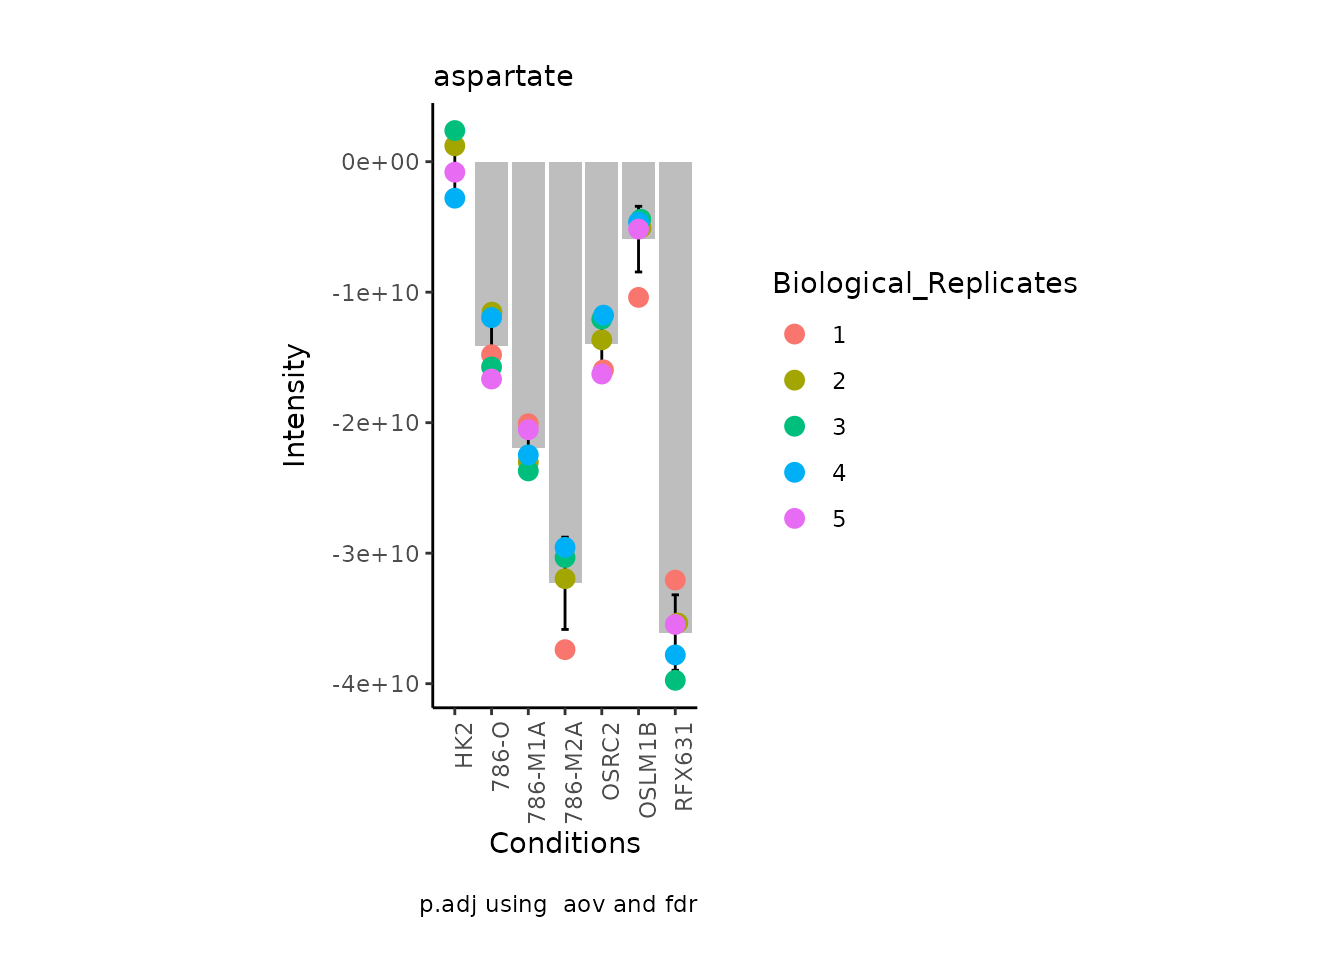 aspartate
Intensity
0e+00
-1e+10
-2e+10
-3e+10
-4e+10
HK2
786-O
786-M1A
786-M2A
OSRC2
OSLM1B
RFX631
Conditions
p.adj using  aov and fdr
Biological_Replicates
1
2
3
4
5